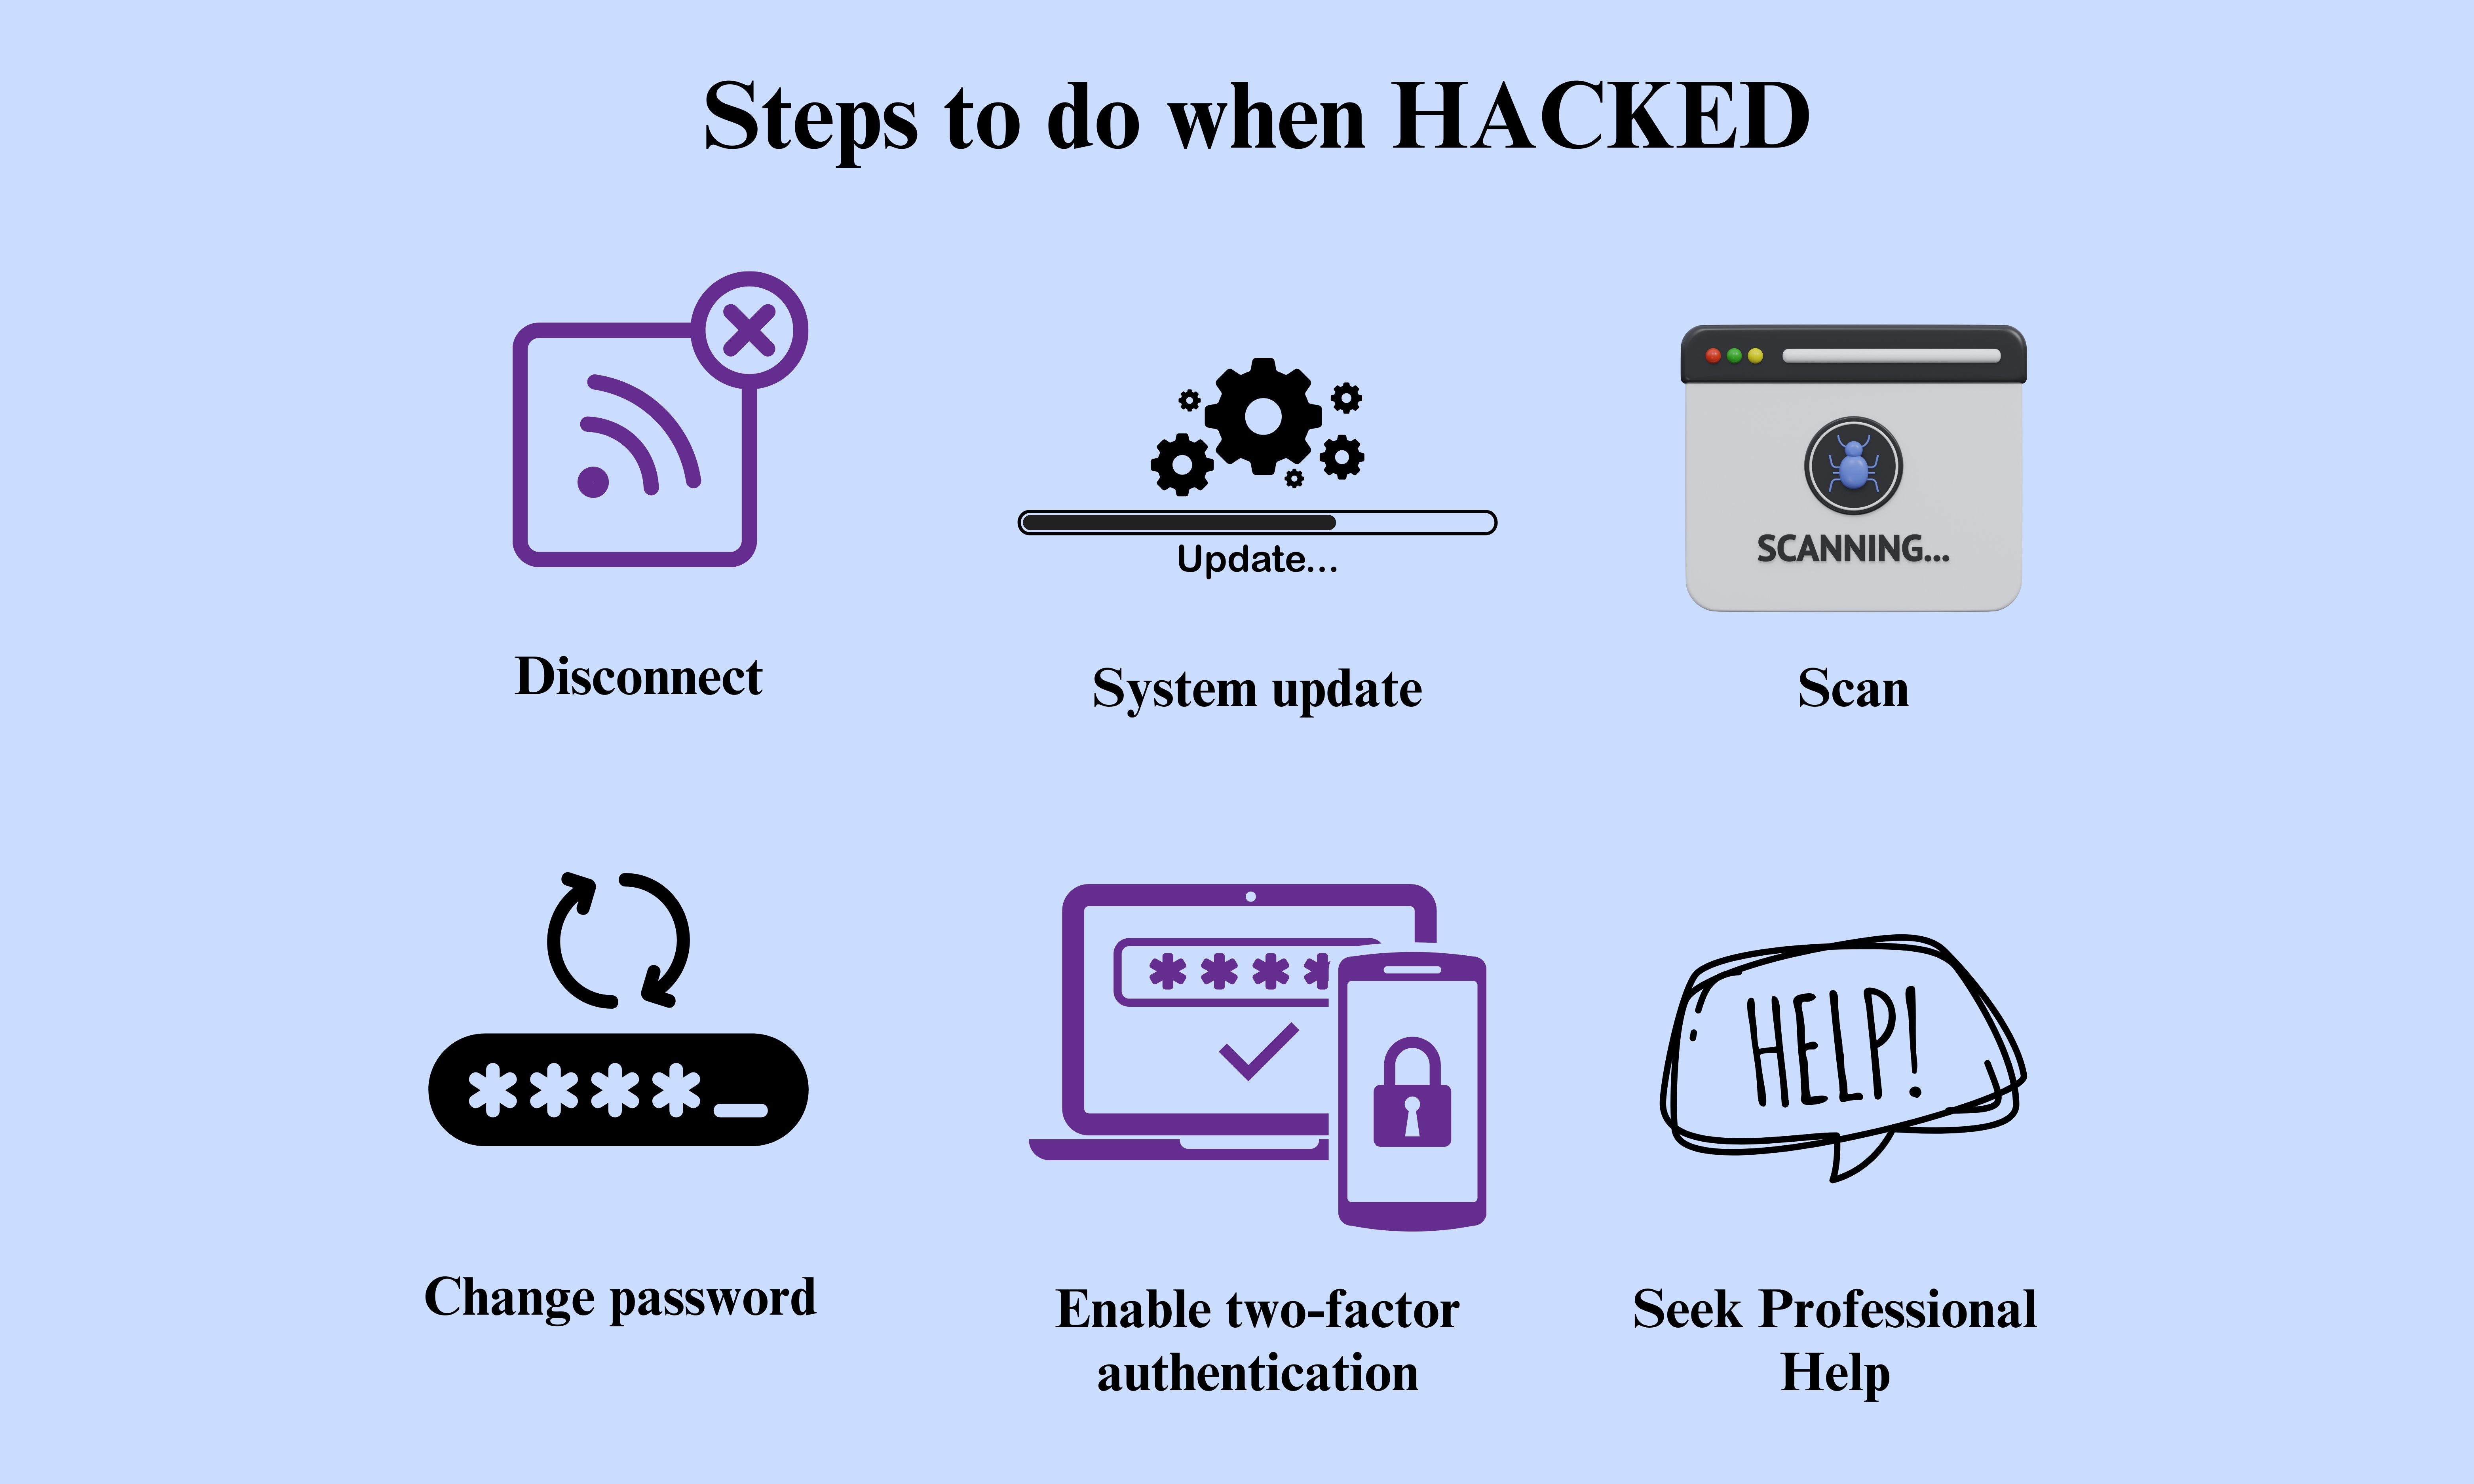 Steps to do when HACKED
Update...
SCANNING...
Disconnect
System update
Scan
****_
****
HELP!
Change password
Enable two-factor
authentication
Seek Professional
Help